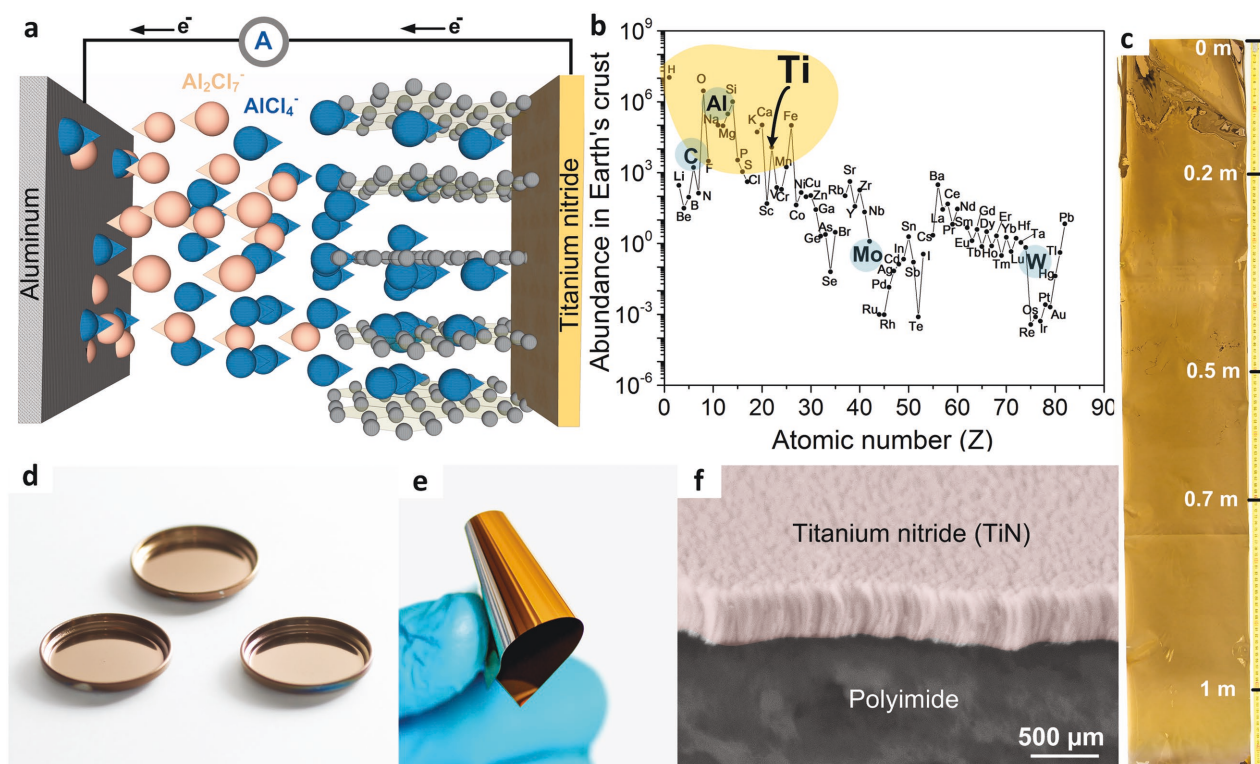 a
e⁻
A
e⁻
Al₂Cl₇⁻
AlCl₄⁻
Aluminum
Titanium nitride
b
Abundance in Earth's crust
10⁹
10⁶
10³
10⁰
10⁻³
10⁻⁶
0 10 20 30 40 50 60 70 80 90
Atomic number (Z)
H
O
Al
Si
Ti
Na
Mg
K
Ca
Fe
C
F
P
S
Cl
Mn
Li
Be
B
N
Sc
V
Cr
Co
Ni
Cu
Zn
Ga
Ge
As
Se
Br
Rb
Sr
Y
Zr
Nb
Mo
Ru
Rh
Pd
Ag
Cd
In
Sn
Sb
Te
I
Cs
Ba
La
Ce
Pr
Nd
Sm
Eu
Gd
Tb
Dy
Ho
Er
Tm
Yb
Lu
Hf
Ta
W
Re
Os
Ir
Pt
Au
Hg
Tl
Pb
c
0 m
0.2 m
0.5 m
0.7 m
1 m
d
e
f
Titanium nitride (TiN)
Polyimide
500 µm